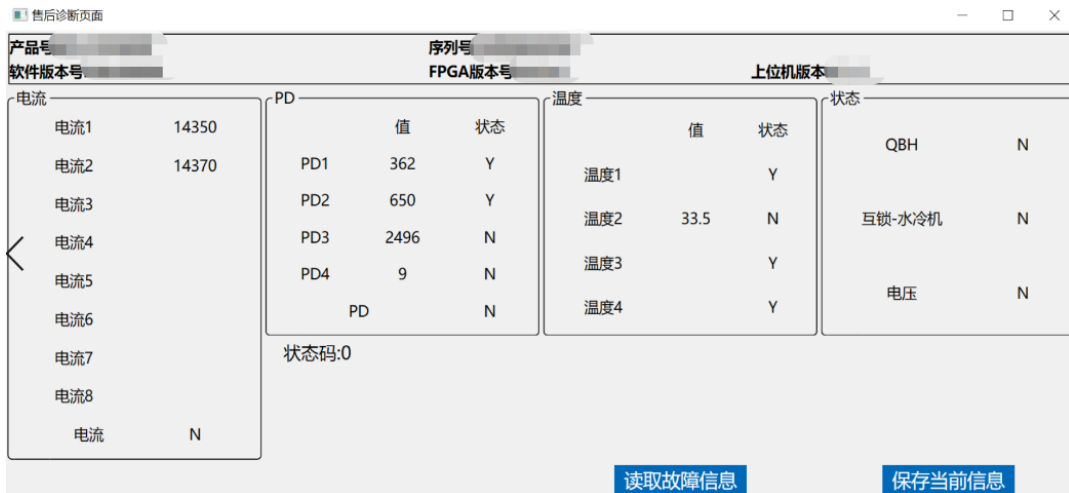 售后诊断页面
产品号 序列号
软件版本号 FPGA版本号 上位机版本
电流
电流1 14350
电流2 14370
电流3
电流4
电流5
电流6
电流7
电流8
电流 N
PD
值 状态
PD1 362 Y
PD2 650 Y
PD3 2496 N
PD4 9 N
PD N
温度
值 状态
温度1 Y
温度2 33.5 N
温度3 Y
温度4 Y
状态
QBH N
互锁-水冷机 N
电压 N
状态码:0
读取故障信息 保存当前信息